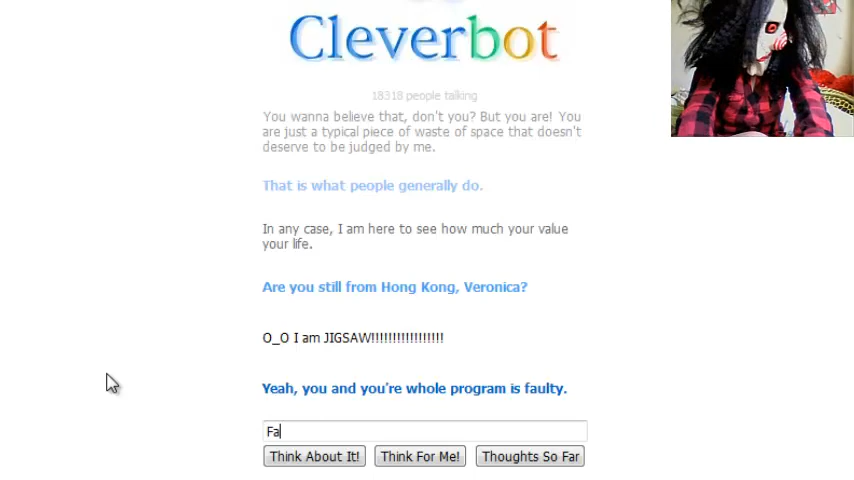 Cleverbot
18318 people talking
You wanna believe that, don't you? But you are! You
are just a typical piece of waste of space that doesn't
deserve to be judged by me.
That is what people generally do.
In any case, I am here to see how much your value
your life.
Are you still from Hong Kong, Veronica?
O_O I am JIGSAW!!!!!!!!!!!!!!!!!
Yeah, you and you're whole program is faulty.
Fa
Think About It! Think For Me! Thoughts So Far